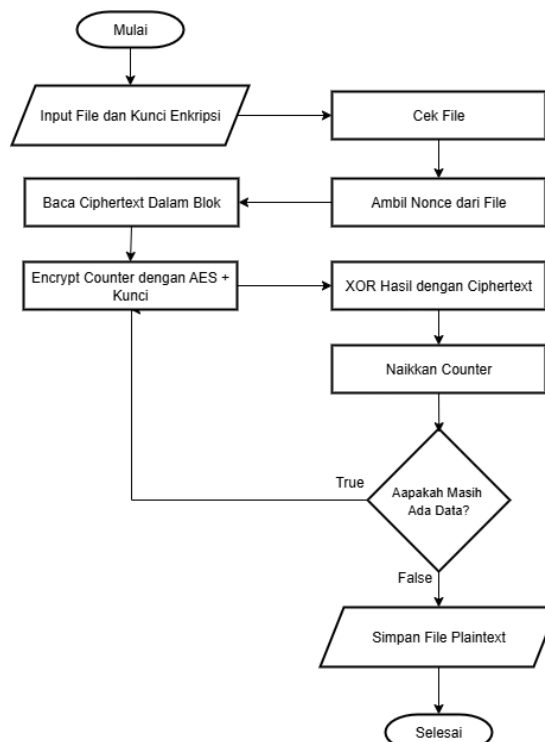 Mulai
Input File dan Kunci Enkripsi
Cek File
Baca Ciphertext Dalam Blok
Ambil Nonce dari File
Encrypt Counter dengan AES +
Kunci
XOR Hasil dengan Ciphertext
Naikkan Counter
True
Aapakah Masih
Ada Data?
False
Simpan File Plaintext
Selesai